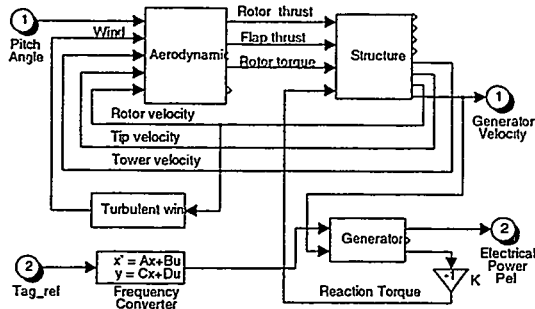 1
Pitch
Angle
Wind
Aerodynamic
Rotor thrust
Flap thrust
Rotor torque
Structure
Rotor velocity
Tip velocity
Tower velocity
1
Generator
Velocity
Turbulent win
2
Tag_ref
x' = Ax+Bu
y = Cx+Du
Frequency
Converter
Generator
2
Electrical
Power
Pel
-1
K
Reaction Torque